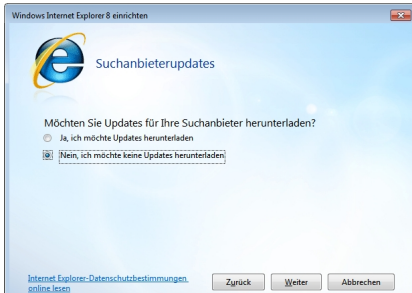 Windows Internet Explorer 8 einrichten
Suchanbieterupdates
Möchten Sie Updates für Ihre Suchanbieter herunterladen?
Ja, ich möchte Updates herunterladen
Nein, ich möchte keine Updates herunterladen
Internet Explorer-Datenschutzbestimmungen
online lesen
Zurück
Weiter
Abbrechen